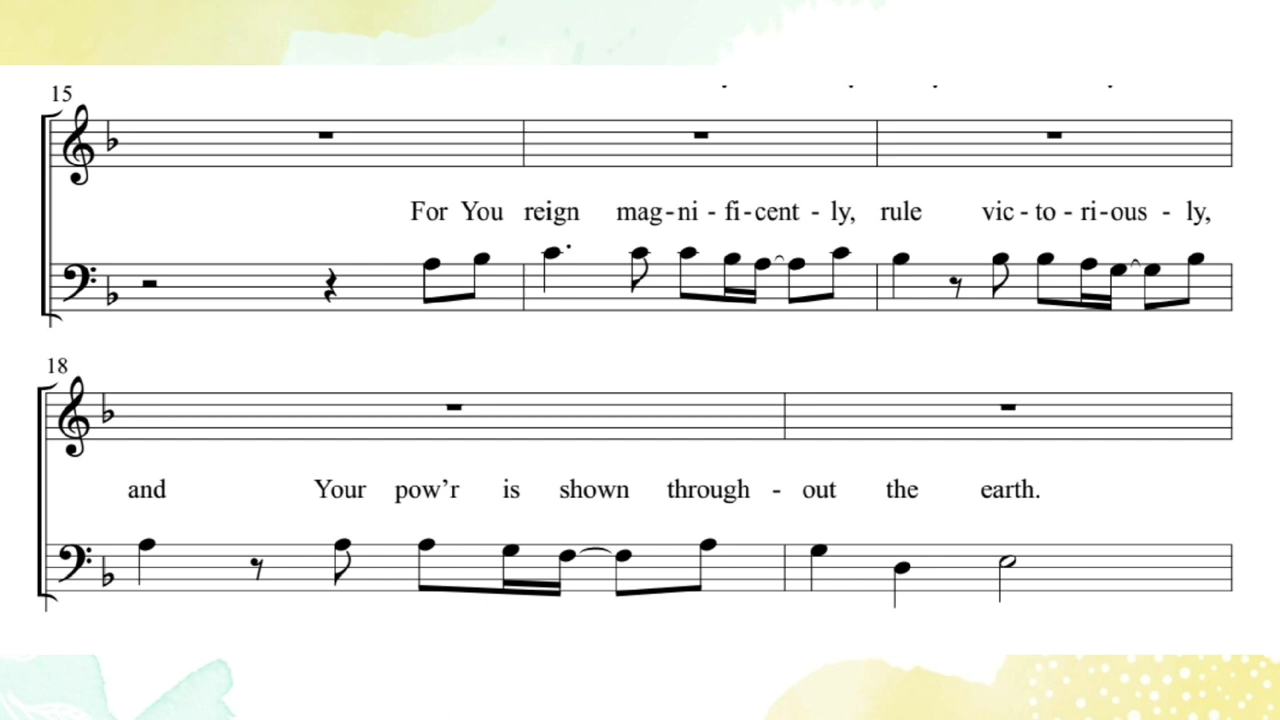 15
For You reign mag-ni - fi-cent - ly, rule vic - to - ri-ous - ly,
18
and Your pow’r is shown through - out the earth.